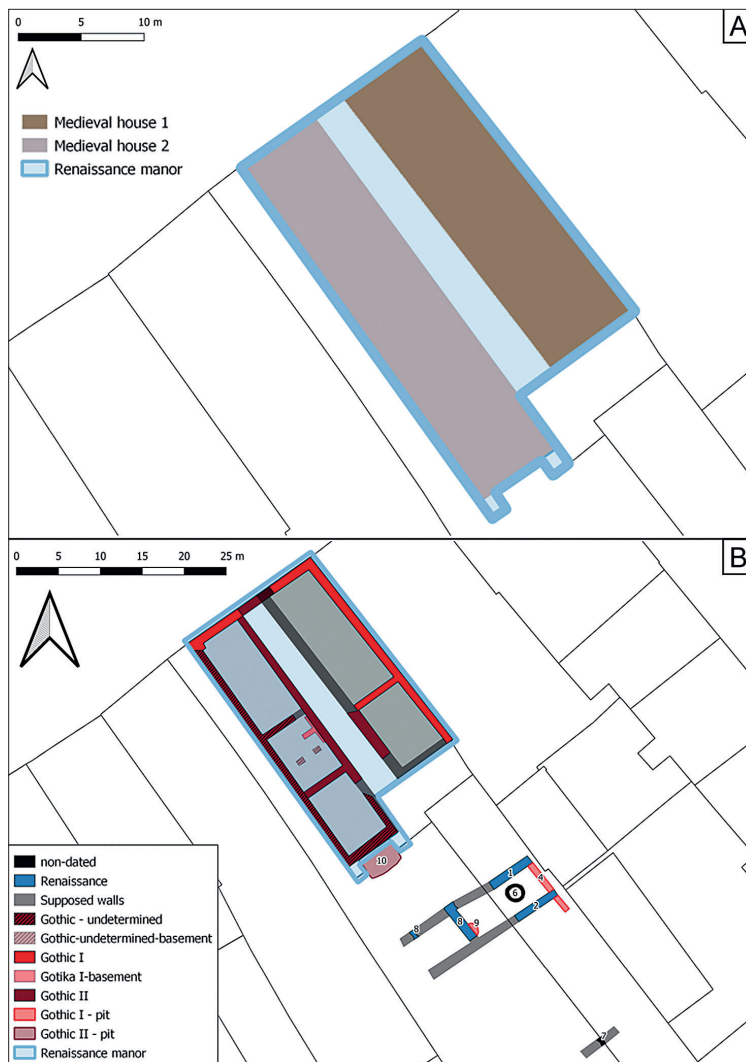 0 5 10 m
A
Medieval house 1
Medieval house 2
Renaissance manor
0 5 10 15 20 25 m
B
10
1
4
6
2
8
9
8
7
non-dated
Renaissance
Supposed walls
Gothic - undetermined
Gothic-undetermined-basement
Gothic I
Gotika I-basement
Gothic II
Gothic I - pit
Gothic II - pit
Renaissance manor